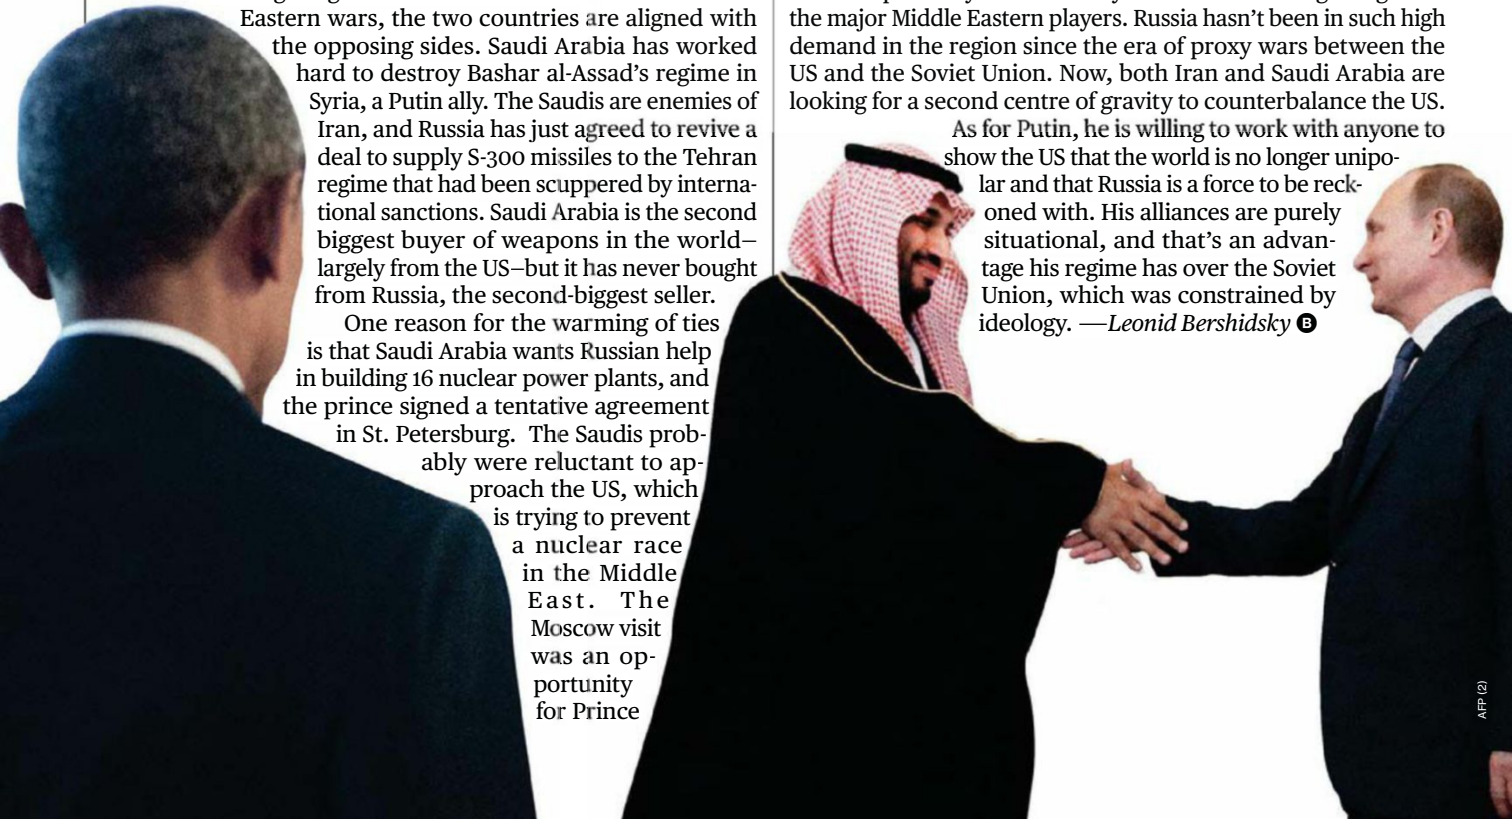 Eastern wars, the two countries are aligned with
the opposing sides. Saudi Arabia has worked
hard to destroy Bashar al-Assad’s regime in
Syria, a Putin ally. The Saudis are enemies of
Iran, and Russia has just agreed to revive a
deal to supply S-300 missiles to the Tehran
regime that had been scuppered by interna-
tional sanctions. Saudi Arabia is the second
biggest buyer of weapons in the world—
largely from the US—but it has never bought
from Russia, the second-biggest seller.
One reason for the warming of ties
is that Saudi Arabia wants Russian help
in building 16 nuclear power plants, and
the prince signed a tentative agreement
in St. Petersburg. The Saudis prob-
ably were reluctant to ap-
proach the US, which
is trying to prevent
a nuclear race
in the Middle
East. The
Moscow visit
was an op-
portunity
for Prince
the major Middle Eastern players. Russia hasn’t been in such high
demand in the region since the era of proxy wars between the
US and the Soviet Union. Now, both Iran and Saudi Arabia are
looking for a second centre of gravity to counterbalance the US.
As for Putin, he is willing to work with anyone to
show the US that the world is no longer unipo-
lar and that Russia is a force to be reck-
oned with. His alliances are purely
situational, and that’s an advan-
tage his regime has over the Soviet
Union, which was constrained by
ideology. —Leonid Bershidsky B
AFP (2)